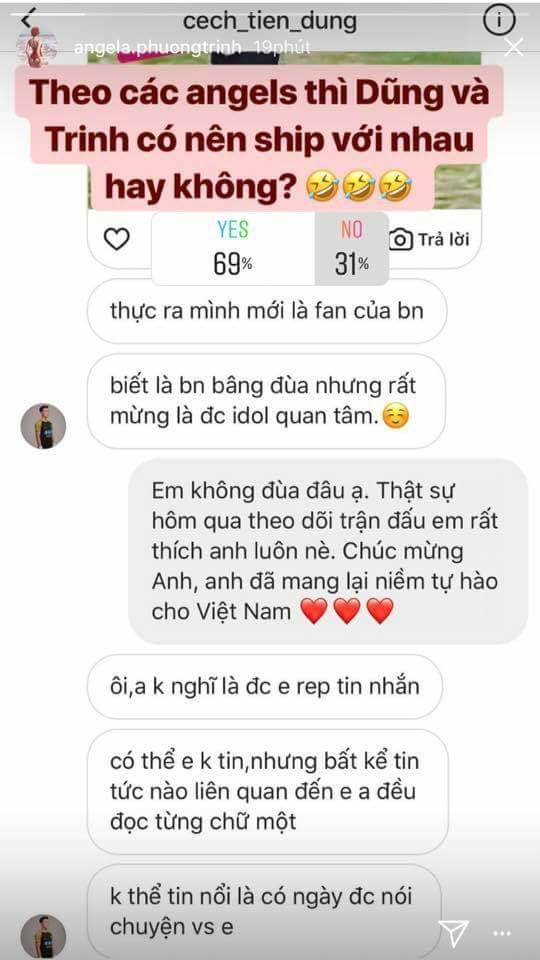 cech_tien_dung
angela.phuongtrinh 19phút
Theo các angels thì Dũng và
Trinh có nên ship với nhau
hay không? 🤣🤣🤣
YES
69%
NO
31%
Trả lời
thực ra mình mới là fan của bn
biết là bn bâng đùa nhưng rất
mừng là đc idol quan tâm.☺️
Em không đùa đâu ạ. Thật sự
hôm qua theo dõi trận đấu em rất
thích anh luôn nè. Chúc mừng
Anh, anh đã mang lại niềm tự hào
cho Việt Nam ❤️❤️❤️
ôi,a k nghĩ là đc e rep tin nhắn
có thể e k tin,nhưng bất kể tin
tức nào liên quan đến e a đều
đọc từng chữ một
k thể tin nổi là có ngày đc nói
chuyện vs e